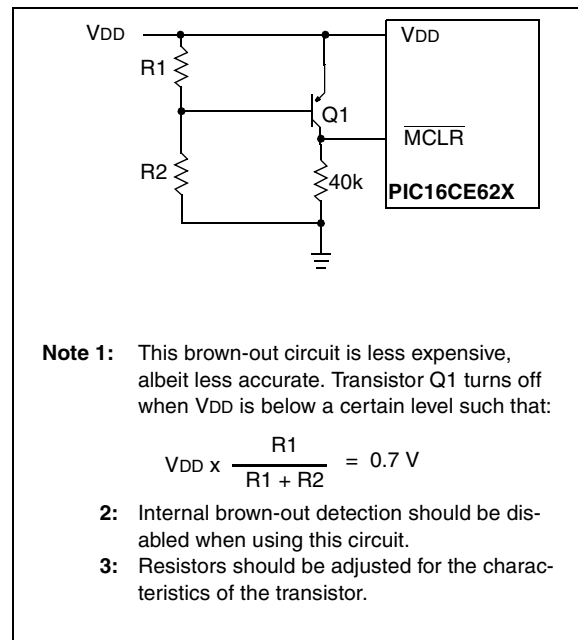 VDD
VDD
R1
Q1
MCLR
R2
40k
PIC16CE62X
Note 1: This brown-out circuit is less expensive,
albeit less accurate. Transistor Q1 turns off
when VDD is below a certain level such that:
VDD x R1 / R1 + R2 = 0.7 V
2: Internal brown-out detection should be dis-
abled when using this circuit.
3: Resistors should be adjusted for the charac-
teristics of the transistor.